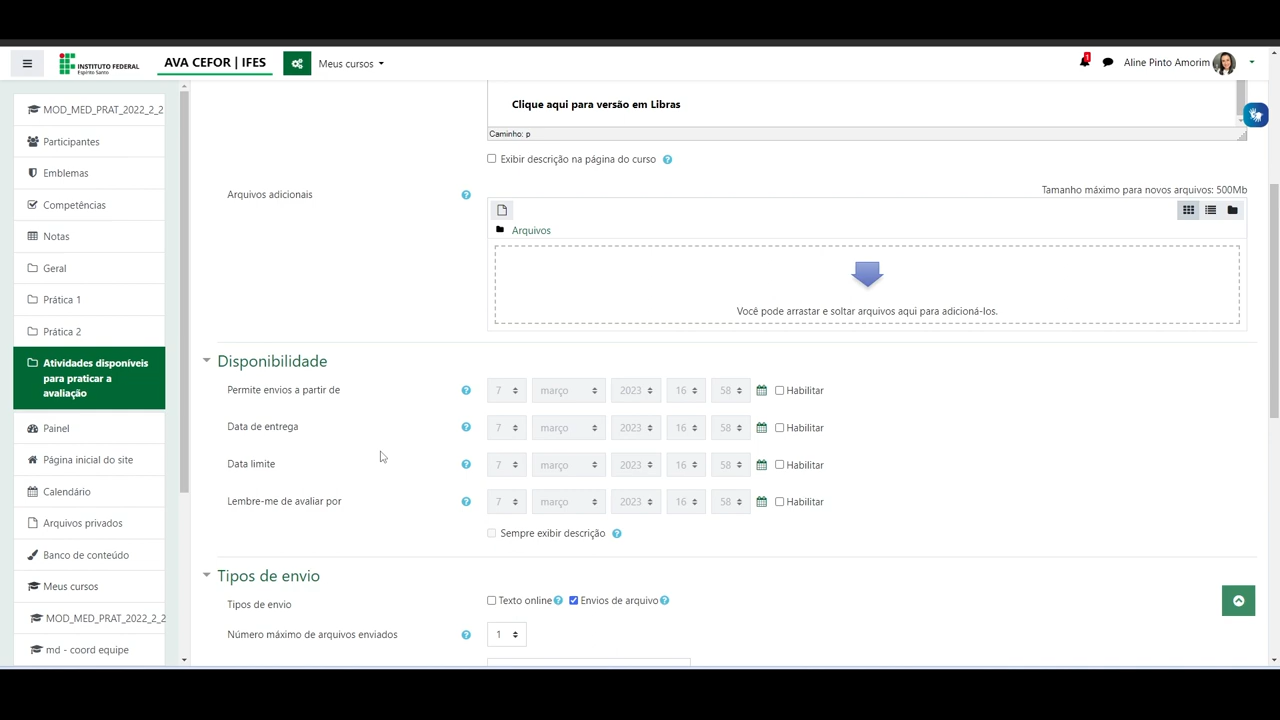 INSTITUTO FEDERAL
Espírito Santo
AVA CEFOR | IFES
Meus cursos
1
Aline Pinto Amorim
MOD_MED_PRAT_2022_2_2
Participantes
Emblemas
Competências
Notas
Geral
Prática 1
Prática 2
Atividades disponíveis
para praticar a
avaliação
Painel
Página inicial do site
Calendário
Arquivos privados
Banco de conteúdo
Meus cursos
MOD_MED_PRAT_2022_2_2
md - coord equipe
Clique aqui para versão em Libras
Caminho: p
Exibir descrição na página do curso
Arquivos adicionais
Tamanho máximo para novos arquivos: 500Mb
Arquivos
Você pode arrastar e soltar arquivos aqui para adicioná-los.
Disponibilidade
Permite envios a partir de 7 março 2023 16 58 Habilitar
Data de entrega 7 março 2023 16 58 Habilitar
Data limite 7 março 2023 16 58 Habilitar
Lembre-me de avaliar por 7 março 2023 16 58 Habilitar
Sempre exibir descrição
Tipos de envio
Tipos de envio Texto online Envios de arquivo
Número máximo de arquivos enviados 1